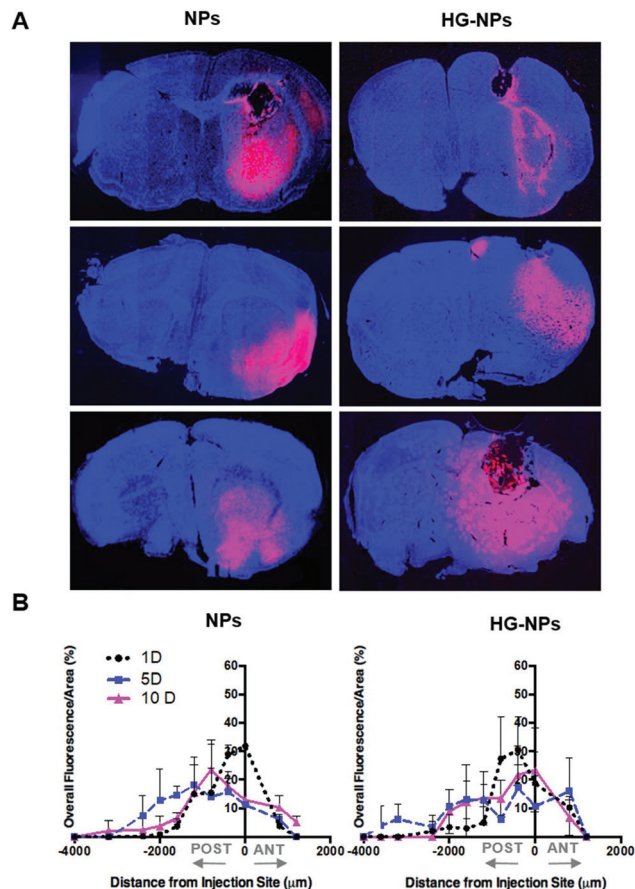 A
NPs
HG-NPs
B
NPs
HG-NPs
Overall Fluorescence/Area (%)
60
50
40
30
20
10
1D
5D
10 D
POST
ANT
-4000
-2000
0
2000
Distance from Injection Site (μm)
Overall Fluorescence/Area (%)
60
50
40
30
20
10
POST
ANT
-4000
-2000
0
2000
Distance from Injection Site (μm)